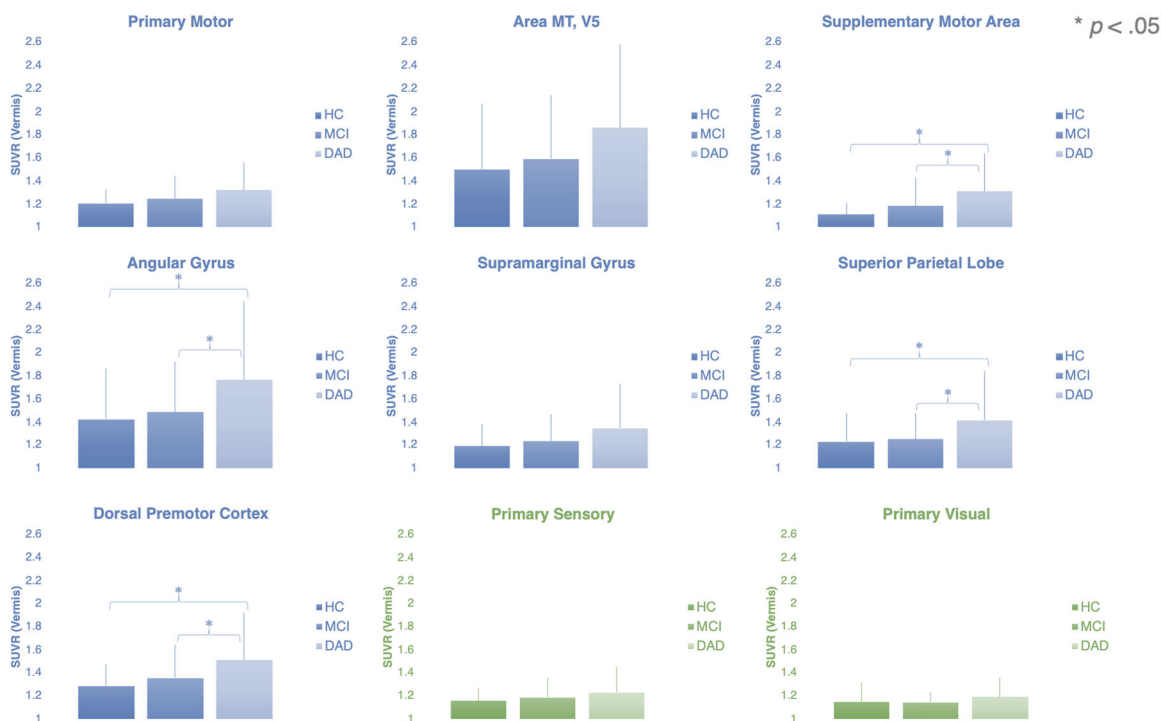 Primary Motor
SUVR (Vermis)
2.6
2.4
2.2
2
1.8
1.6
1.4
1.2
1
HC
MCI
DAD
Area MT, V5
SUVR (Vermis)
2.6
2.4
2.2
2
1.8
1.6
1.4
1.2
1
HC
MCI
DAD
Supplementary Motor Area
* p < .05
SUVR (Vermis)
2.6
2.4
2.2
2
1.8
1.6
1.4
1.2
1
*
*
HC
MCI
DAD
Angular Gyrus
SUVR (Vermis)
2.6
2.4
2.2
2
1.8
1.6
1.4
1.2
1
*
*
HC
MCI
DAD
Supramarginal Gyrus
SUVR (Vermis)
2.6
2.4
2.2
2
1.8
1.6
1.4
1.2
1
HC
MCI
DAD
Superior Parietal Lobe
SUVR (Vermis)
2.6
2.4
2.2
2
1.8
1.6
1.4
1.2
1
*
*
HC
MCI
DAD
Dorsal Premotor Cortex
SUVR (Vermis)
2.6
2.4
2.2
2
1.8
1.6
1.4
1.2
1
*
*
HC
MCI
DAD
Primary Sensory
SUVR (Vermis)
2.6
2.4
2.2
2
1.8
1.6
1.4
1.2
1
HC
MCI
DAD
Primary Visual
SUVR (Vermis)
2.6
2.4
2.2
2
1.8
1.6
1.4
1.2
1
HC
MCI
DAD